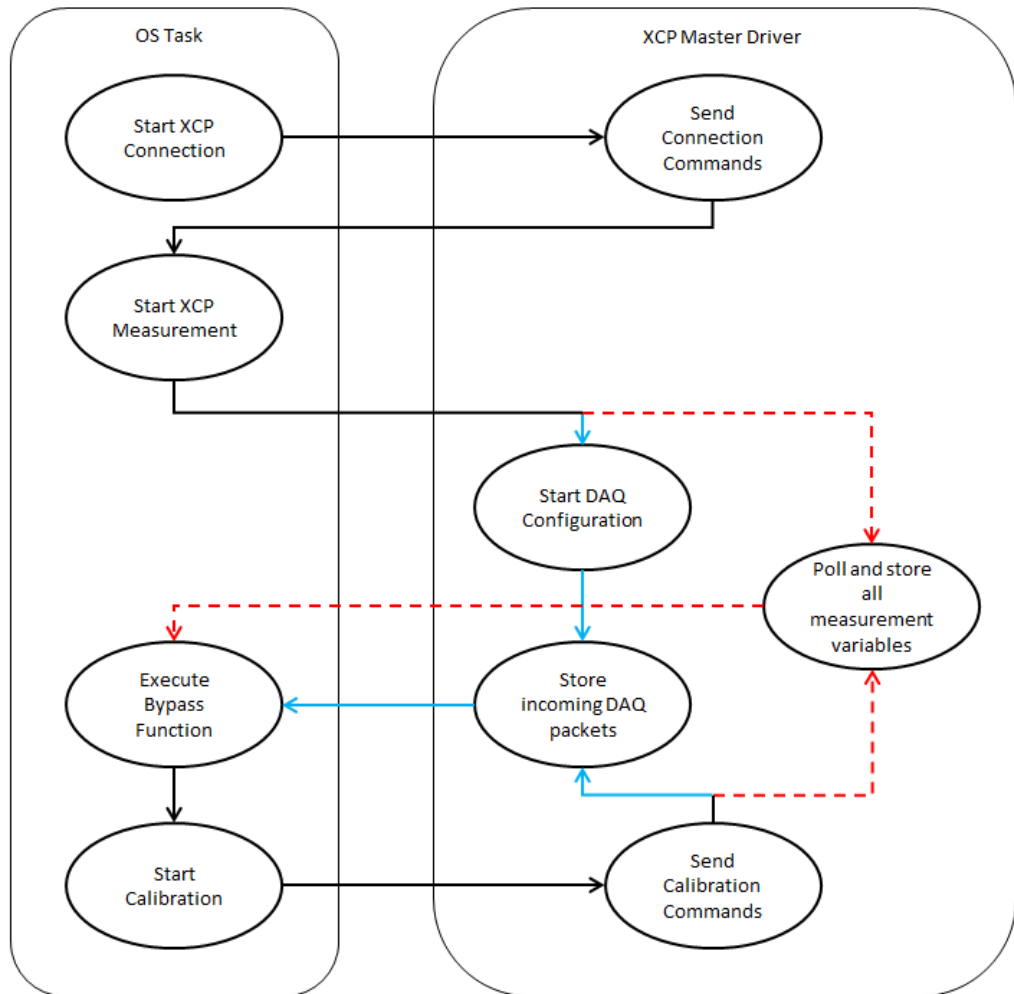 OS Task
XCP Master Driver
Start XCP
Connection
Send
Connection
Commands
Start XCP
Measurement
Start DAQ
Configuration
Poll and store
all
measurement
variables
Execute
Bypass
Function
Store
incoming DAQ
packets
Start
Calibration
Send
Calibration
Commands